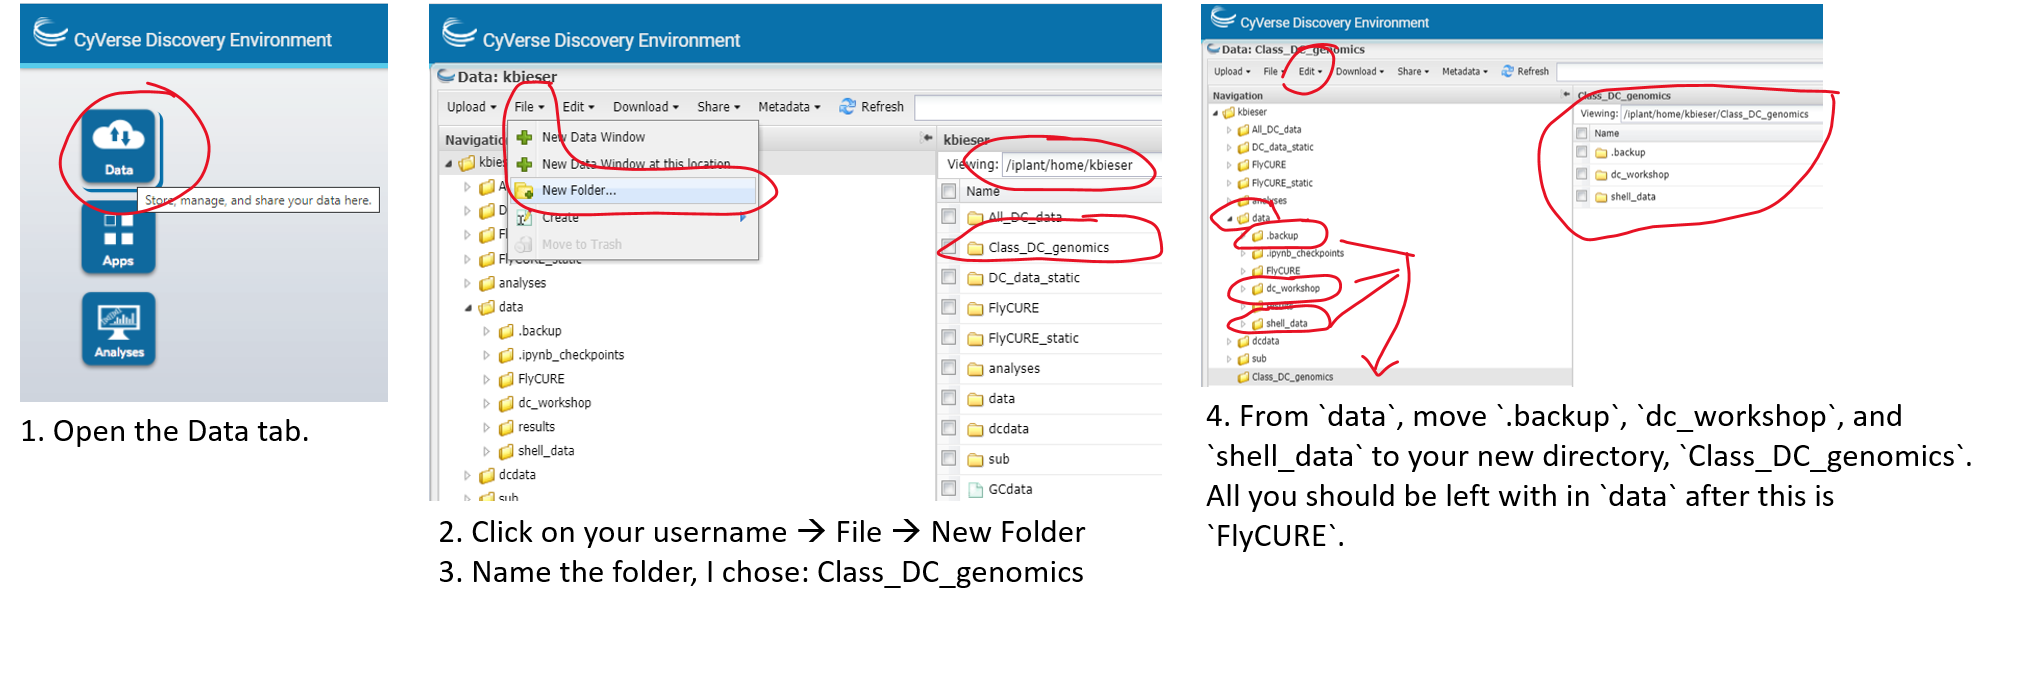 CyVerse Discovery Environment
Data
Store, manage, and share your data here.
Apps
Analyses
1. Open the Data tab.
CyVerse Discovery Environment
Data: kbieser
Upload File Edit Download Share Metadata Refresh
Navigatio
kbieser
New Data Window
New Data Window at this location
New Folder...
Create
Move to Trash
Viewing: /iplant/home/kbieser
Name
kbies
A
D
Fl
FlyCURE_static
analyses
data
.backup
.ipynb_checkpoints
FlyCURE
dc_workshop
results
shell_data
dcdata
sub
All_DC_data
Class_DC_genomics
DC_data_static
FlyCURE
FlyCURE_static
analyses
data
dcdata
sub
GCdata
2. Click on your username → File → New Folder
3. Name the folder, I chose: Class_DC_genomics
CyVerse Discovery Environment
Data: Class_DC_genomics
Upload File Edit Download Share Metadata Refresh
Navigation
kbieser
All_DC_data
DC_data_static
FlyCURE
FlyCURE_static
analyses
data
.backup
.ipynb_checkpoints
FlyCURE
dc_workshop
shell_data
dcdata
sub
Class_DC_genomics
Class_DC_genomics
Viewing: /iplant/home/kbieser/Class_DC_genomics
Name
.backup
dc_workshop
shell_data
4. From `data`, move `.backup`, `dc_workshop`, and
`shell_data` to your new directory, `Class_DC_genomics`.
All you should be left with in `data` after this is
`FlyCURE`.